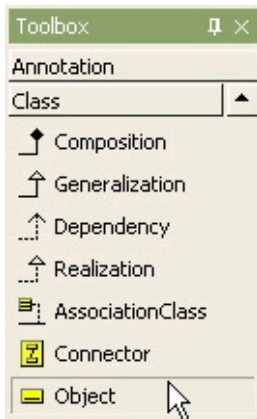 Toolbox
Annotation
Class
Composition
Generalization
Dependency
Realization
AssociationClass
Connector
Object